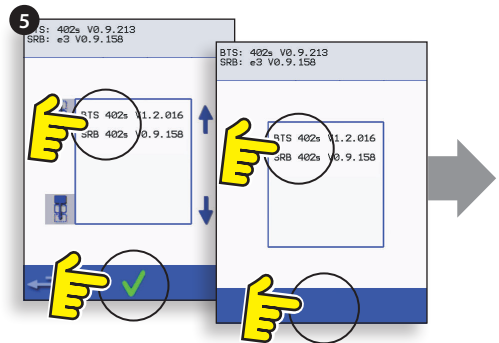 5
BTS: 402s V0.9.213
SRB: e3 V0.9.158
BTS 402s V1.2.016
SRB 402s V0.9.158
BTS: 402s V0.9.213
SRB: e3 V0.9.158
BTS 402s V1.2.016
SRB 402s V0.9.158